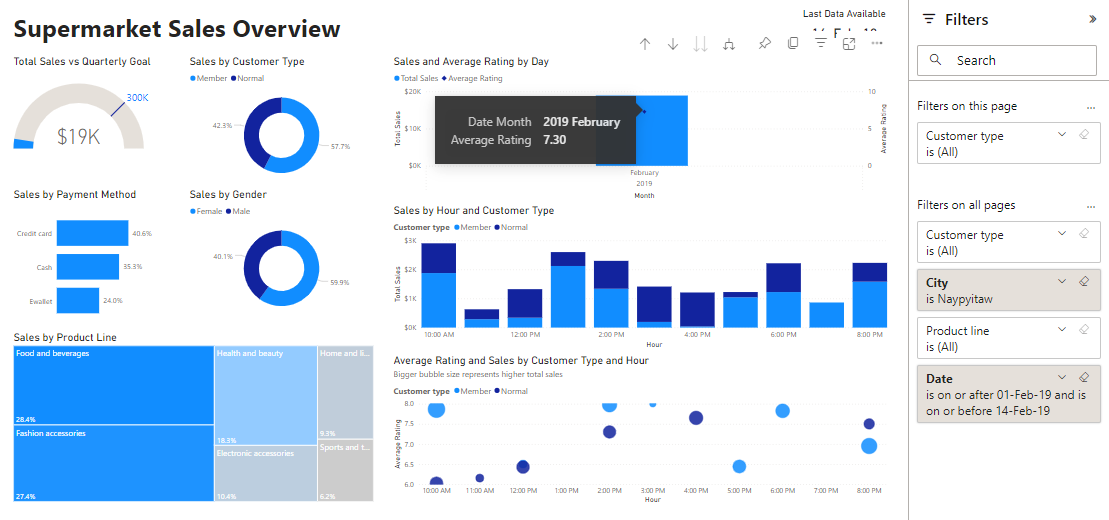 Supermarket Sales Overview
Last Data Available
Total Sales vs Quarterly Goal
300K
$19K
Sales by Customer Type
Member Normal
42.3%
57.7%
Sales and Average Rating by Day
Total Sales Average Rating
Total Sales
$20K
$10K
$0K
10
5
0
Average Rating
Date Month 2019 February
Average Rating 7.30
February
2019
Month
Sales by Payment Method
Credit card
40.6%
Cash
35.3%
Ewallet
24.0%
Sales by Gender
Female Male
40.1%
59.9%
Sales by Hour and Customer Type
Customer type Member Normal
Total Sales
$3K
$2K
$1K
$0K
10:00 AM 12:00 PM 2:00 PM 4:00 PM 6:00 PM 8:00 PM
Hour
Sales by Product Line
Food and beverages
28.4%
Fashion accessories
27.4%
Health and beauty
18.3%
Electronic accessories
10.4%
Home and li...
9.3%
Sports and t...
6.2%
Average Rating and Sales by Customer Type and Hour
Bigger bubble size represents higher total sales
Customer type Member Normal
Average Rating
8.0
7.5
7.0
6.5
6.0
10:00 AM 11:00 AM 12:00 PM 1:00 PM 2:00 PM 3:00 PM 4:00 PM 5:00 PM 6:00 PM 7:00 PM 8:00 PM
Hour
Filters
Search
Filters on this page
Customer type
is (All)
Filters on all pages
Customer type
is (All)
City
is Naypyitaw
Product line
is (All)
Date
is on or after 01-Feb-19 and is
on or before 14-Feb-19